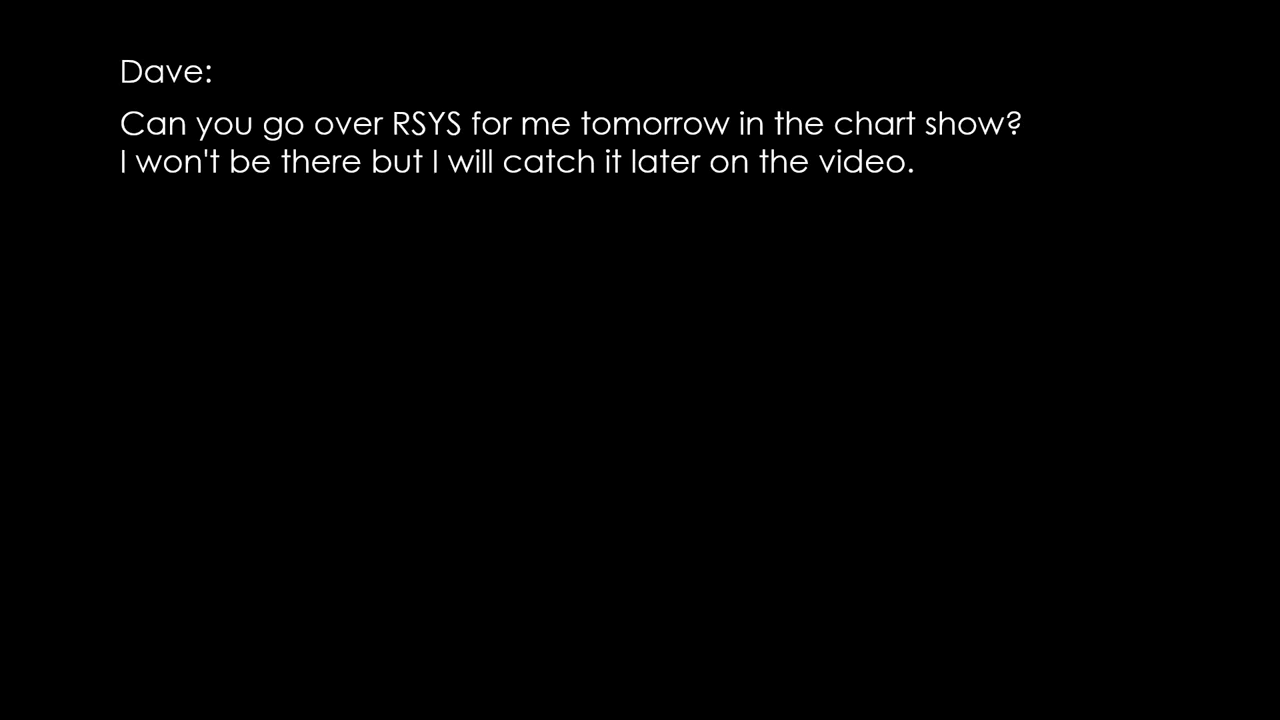 Dave:
Can you go over RSYS for me tomorrow in the chart show?
I won't be there but I will catch it later on the video.